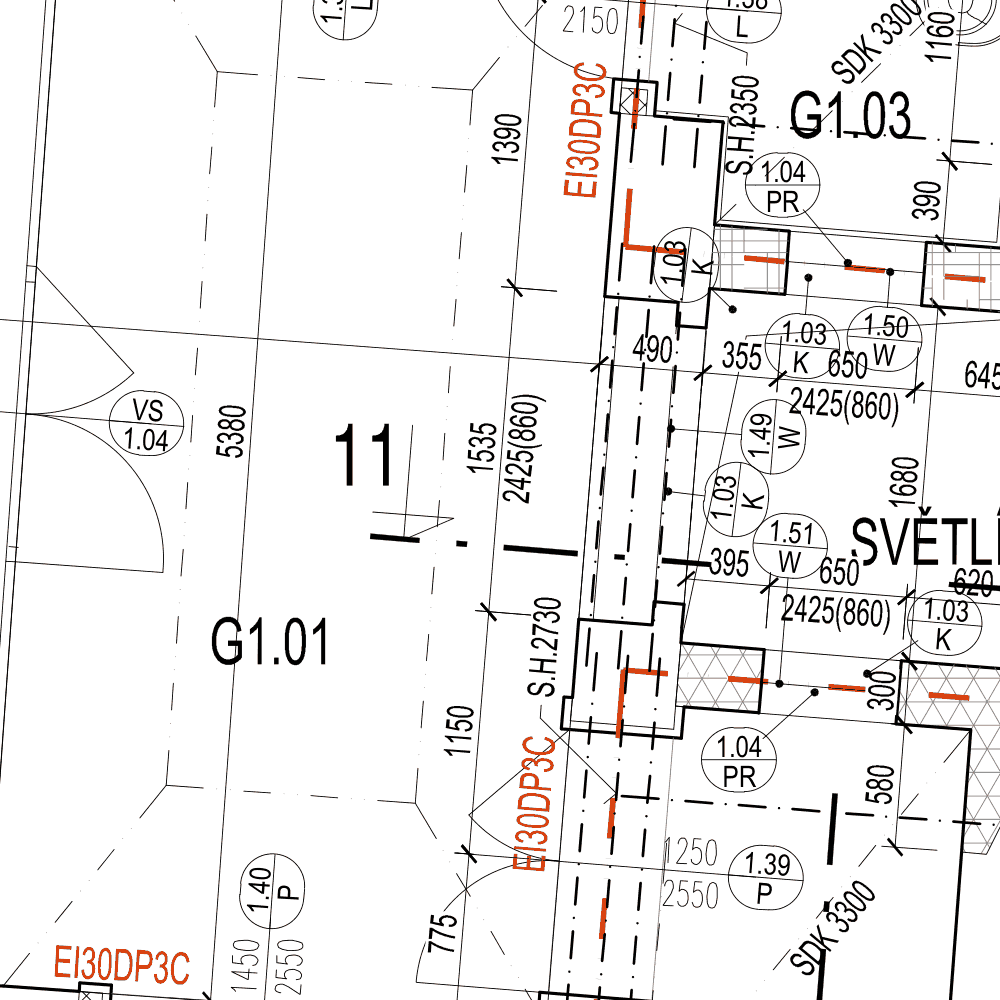 L
2150
1.38
L
SDK 3300
1160
EI30DP3C
1390
S.H.2350
G1.03
1.04
PR
390
1.03
K
490
355
1.03
K
650
1.50
W
645
2425(860)
VS
1.04
5380
11
1535
2425(860)
1.49
W
1.03
K
1680
1.51
W
SVĚTLÍ
395
650
620
2425(860)
1.03
K
G1.01
S.H.2730
300
1150
1.04
PR
580
EI30DP3C
1250
2550
1.39
P
1.40
P
775
SDK 3300
1450
2550
EI30DP3C